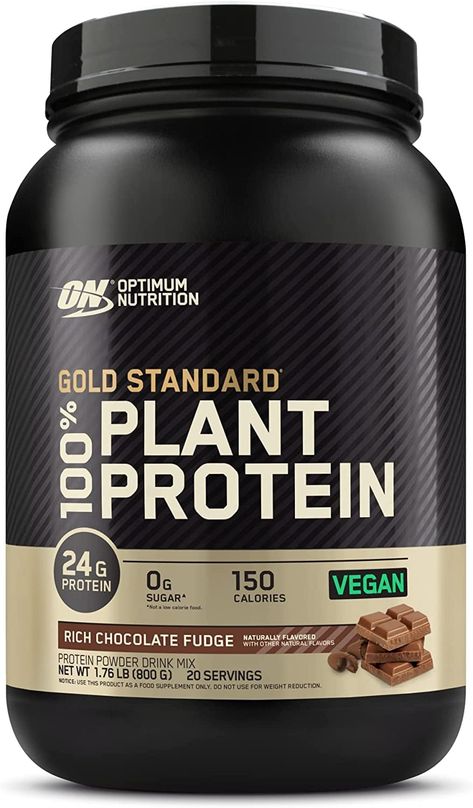 ON® OPTIMUM
NUTRITION
GOLD STANDARD®
100% PLANT
PROTEIN
24G
PROTEIN
0G
SUGAR▲
*Not a low calorie food.
150
CALORIES
VEGAN
RICH CHOCOLATE FUDGE
NATURALLY FLAVORED
WITH OTHER NATURAL FLAVORS
PROTEIN POWDER DRINK MIX
NET WT 1.76 LB (800 G) 20 SERVINGS
NOTICE: USE THIS PRODUCT AS A FOOD SUPPLEMENT ONLY. DO NOT USE FOR WEIGHT REDUCTION.